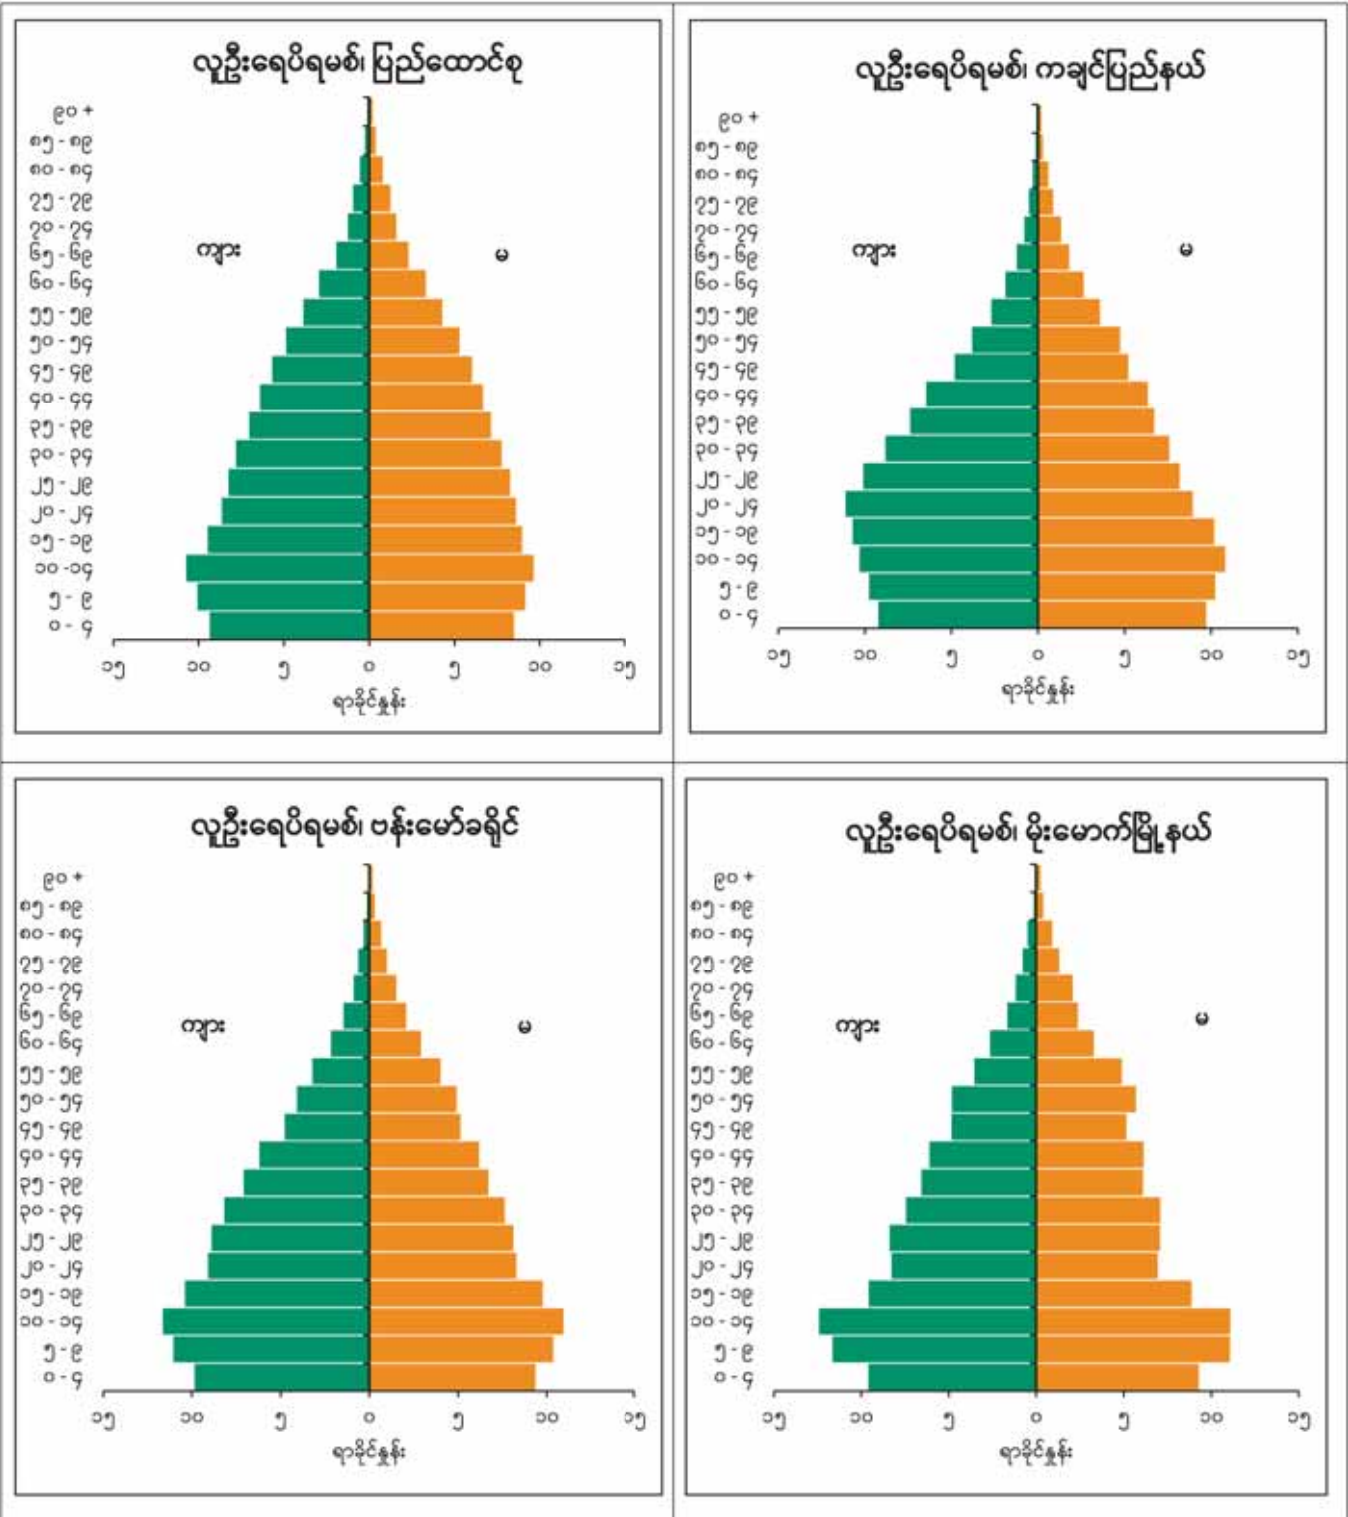 လူဦးရေပိရမစ်၊ ပြည်ထောင်စု
၉၀ +
၈၅ - ၈၉
၈၀ - ၈၄
၇၅ - ၇၉
၇၀ - ၇၄
၆၅ - ၆၉
၆၀ - ၆၄
၅၅ - ၅၉
၅၀ - ၅၄
၄၅ - ၄၉
၄၀ - ၄၄
၃၅ - ၃၉
၃၀ - ၃၄
၂၅ - ၂၉
၂၀ - ၂၄
၁၅ - ၁၉
၁၀ -၁၄
၅ - ၉
၀ - ၄
ကျား
မ
၁၅ ၁၀ ၅ ၀ ၅ ၁၀ ၁၅
ရာခိုင်နှုန်း
လူဦးရေပိရမစ်၊ ကချင်ပြည်နယ်
၉၀ +
၈၅ - ၈၉
၈၀ - ၈၄
၇၅ - ၇၉
၇၀ - ၇၄
၆၅ - ၆၉
၆၀ - ၆၄
၅၅ - ၅၉
၅၀ - ၅၄
၄၅ - ၄၉
၄၀ - ၄၄
၃၅ - ၃၉
၃၀ - ၃၄
၂၅ - ၂၉
၂၀ - ၂၄
၁၅ - ၁၉
၁၀ - ၁၄
၅ - ၉
၀ - ၄
ကျား
မ
၁၅ ၁၀ ၅ ၀ ၅ ၁၀ ၁၅
ရာခိုင်နှုန်း
လူဦးရေပိရမစ်၊ ဗန်းမော်ခရိုင်
၉၀ +
၈၅ - ၈၉
၈၀ - ၈၄
၇၅ - ၇၉
၇၀ - ၇၄
၆၅ - ၆၉
၆၀ - ၆၄
၅၅ - ၅၉
၅၀ - ၅၄
၄၅ - ၄၉
၄၀ - ၄၄
၃၅ - ၃၉
၃၀ - ၃၄
၂၅ - ၂၉
၂၀ - ၂၄
၁၅ - ၁၉
၁၀ - ၁၄
၅ - ၉
၀ - ၄
ကျား
မ
၁၅ ၁၀ ၅ ၀ ၅ ၁၀ ၁၅
ရာခိုင်နှုန်း
လူဦးရေပိရမစ်၊ မိုးမောက်မြို့နယ်
၉၀ +
၈၅ - ၈၉
၈၀ - ၈၄
၇၅ - ၇၉
၇၀ - ၇၄
၆၅ - ၆၉
၆၀ - ၆၄
၅၅ - ၅၉
၅၀ - ၅၄
၄၅ - ၄၉
၄၀ - ၄၄
၃၅ - ၃၉
၃၀ - ၃၄
၂၅ - ၂၉
၂၀ - ၂၄
၁၅ - ၁၉
၁၀ - ၁၄
၅ - ၉
၀ - ၄
ကျား
မ
၁၅ ၁၀ ၅ ၀ ၅ ၁၀ ၁၅
ရာခိုင်နှုန်း